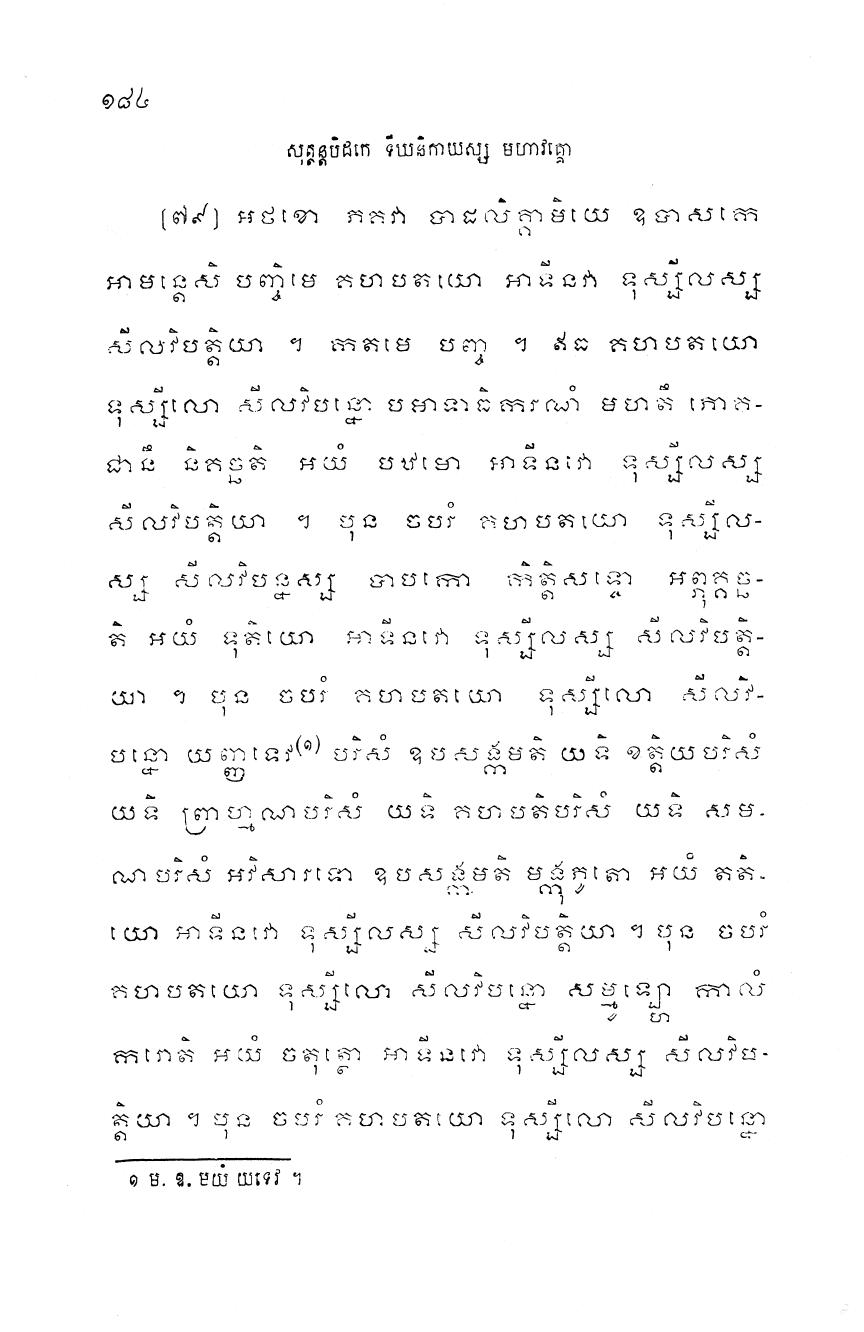 ១៨៤
សុត្តន្តបិដកេ ទីឃនិកាយស្ស មហាវគ្គោ
[៧៩] អថខោ ភគវា បាដលិគ្គាមិយេ ឧបាសកេ
អាមន្តេសិ បញ្ចិមេ គហបតយោ អាទីនវា ទុស្សីលស្ស
សីលវិបត្តិយា ។ កតមេ បញ្ច ។ ឥធ គហបតយោ
ទុស្សីលោ សីលវិបន្នោ បមាទាធិករណំ មហតឹ ភោគ-
ជានឹ និគច្ឆតិ អយំ បឋមោ អាទីនវោ ទុស្សីលស្ស
សីលវិបត្តិយា ។ បុន ចបរំ គហបតយោ ទុស្សីល-
ស្ស សីលវិបន្នស្ស បាបកោ កិត្តិសទ្ទោ អព្ភុគ្គច្ឆ-
តិ អយំ ទុតិយោ អាទីនវោ ទុស្សីលស្ស សីលវិបត្តិ-
យា ។ បុន ចបរំ គហបតយោ ទុស្សីលោ សីលវិ-
បន្នោ យញ្ញទេវ(១) បរិសំ ឧបសង្កមតិ យទិ ខត្តិយបរិសំ
យទិ ព្រាហ្មណបរិសំ យទិ គហបតិបរិសំ យទិ សម-
ណបរិសំ អវិសារទោ ឧបសង្កមតិ មង្កុភូតោ អយំ តតិ-
យោ អាទីនវោ ទុស្សីលស្ស សីលវិបត្តិយា ។ បុន ចបរំ
គហបតយោ ទុស្សីលោ សីលវិបន្នោ សម្មូឡ្ហោ កាលំ
ករោតិ អយំ ចតុត្ថោ អាទីនវោ ទុស្សីលស្ស សីលវិប-
ត្តិយា ។ បុន ចបរំ គហបតយោ ទុស្សីលោ សីលវិបន្នោ
១ ម. ឧ. មយំ យទេវ ។